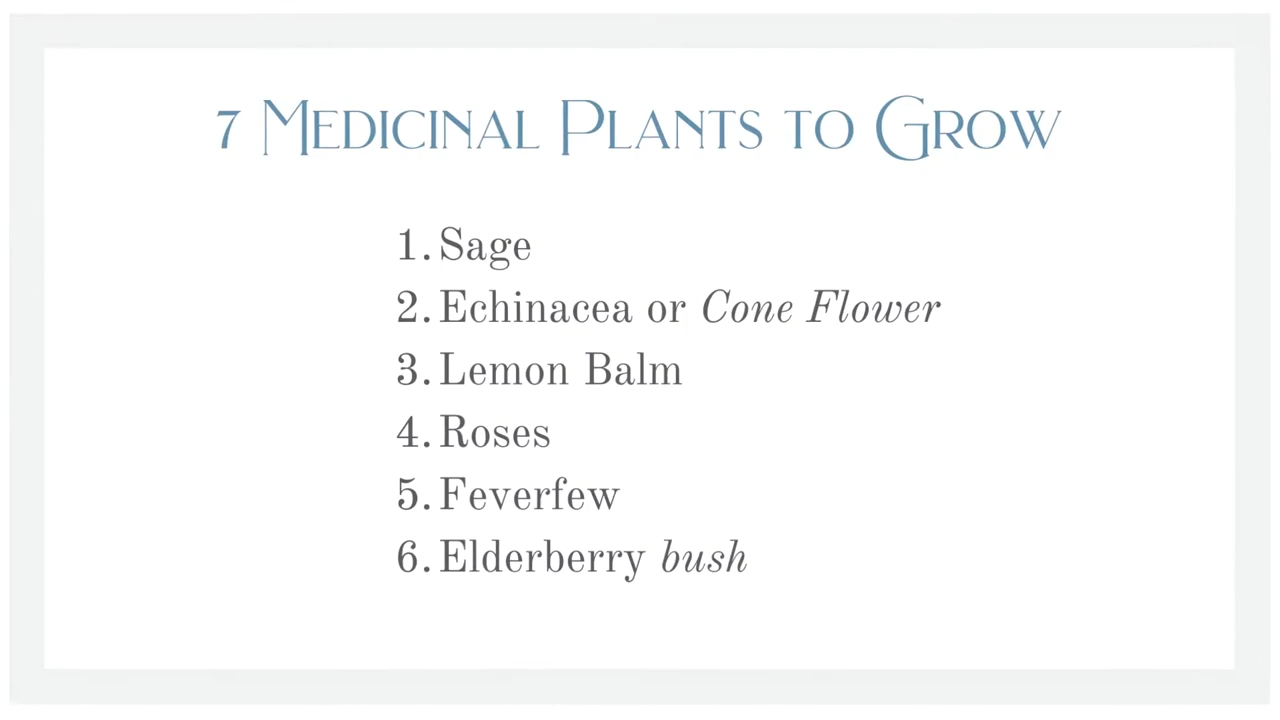 7 Medicinal Plants to Grow
1. Sage
2. Echinacea or Cone Flower
3. Lemon Balm
4. Roses
5. Feverfew
6. Elderberry bush